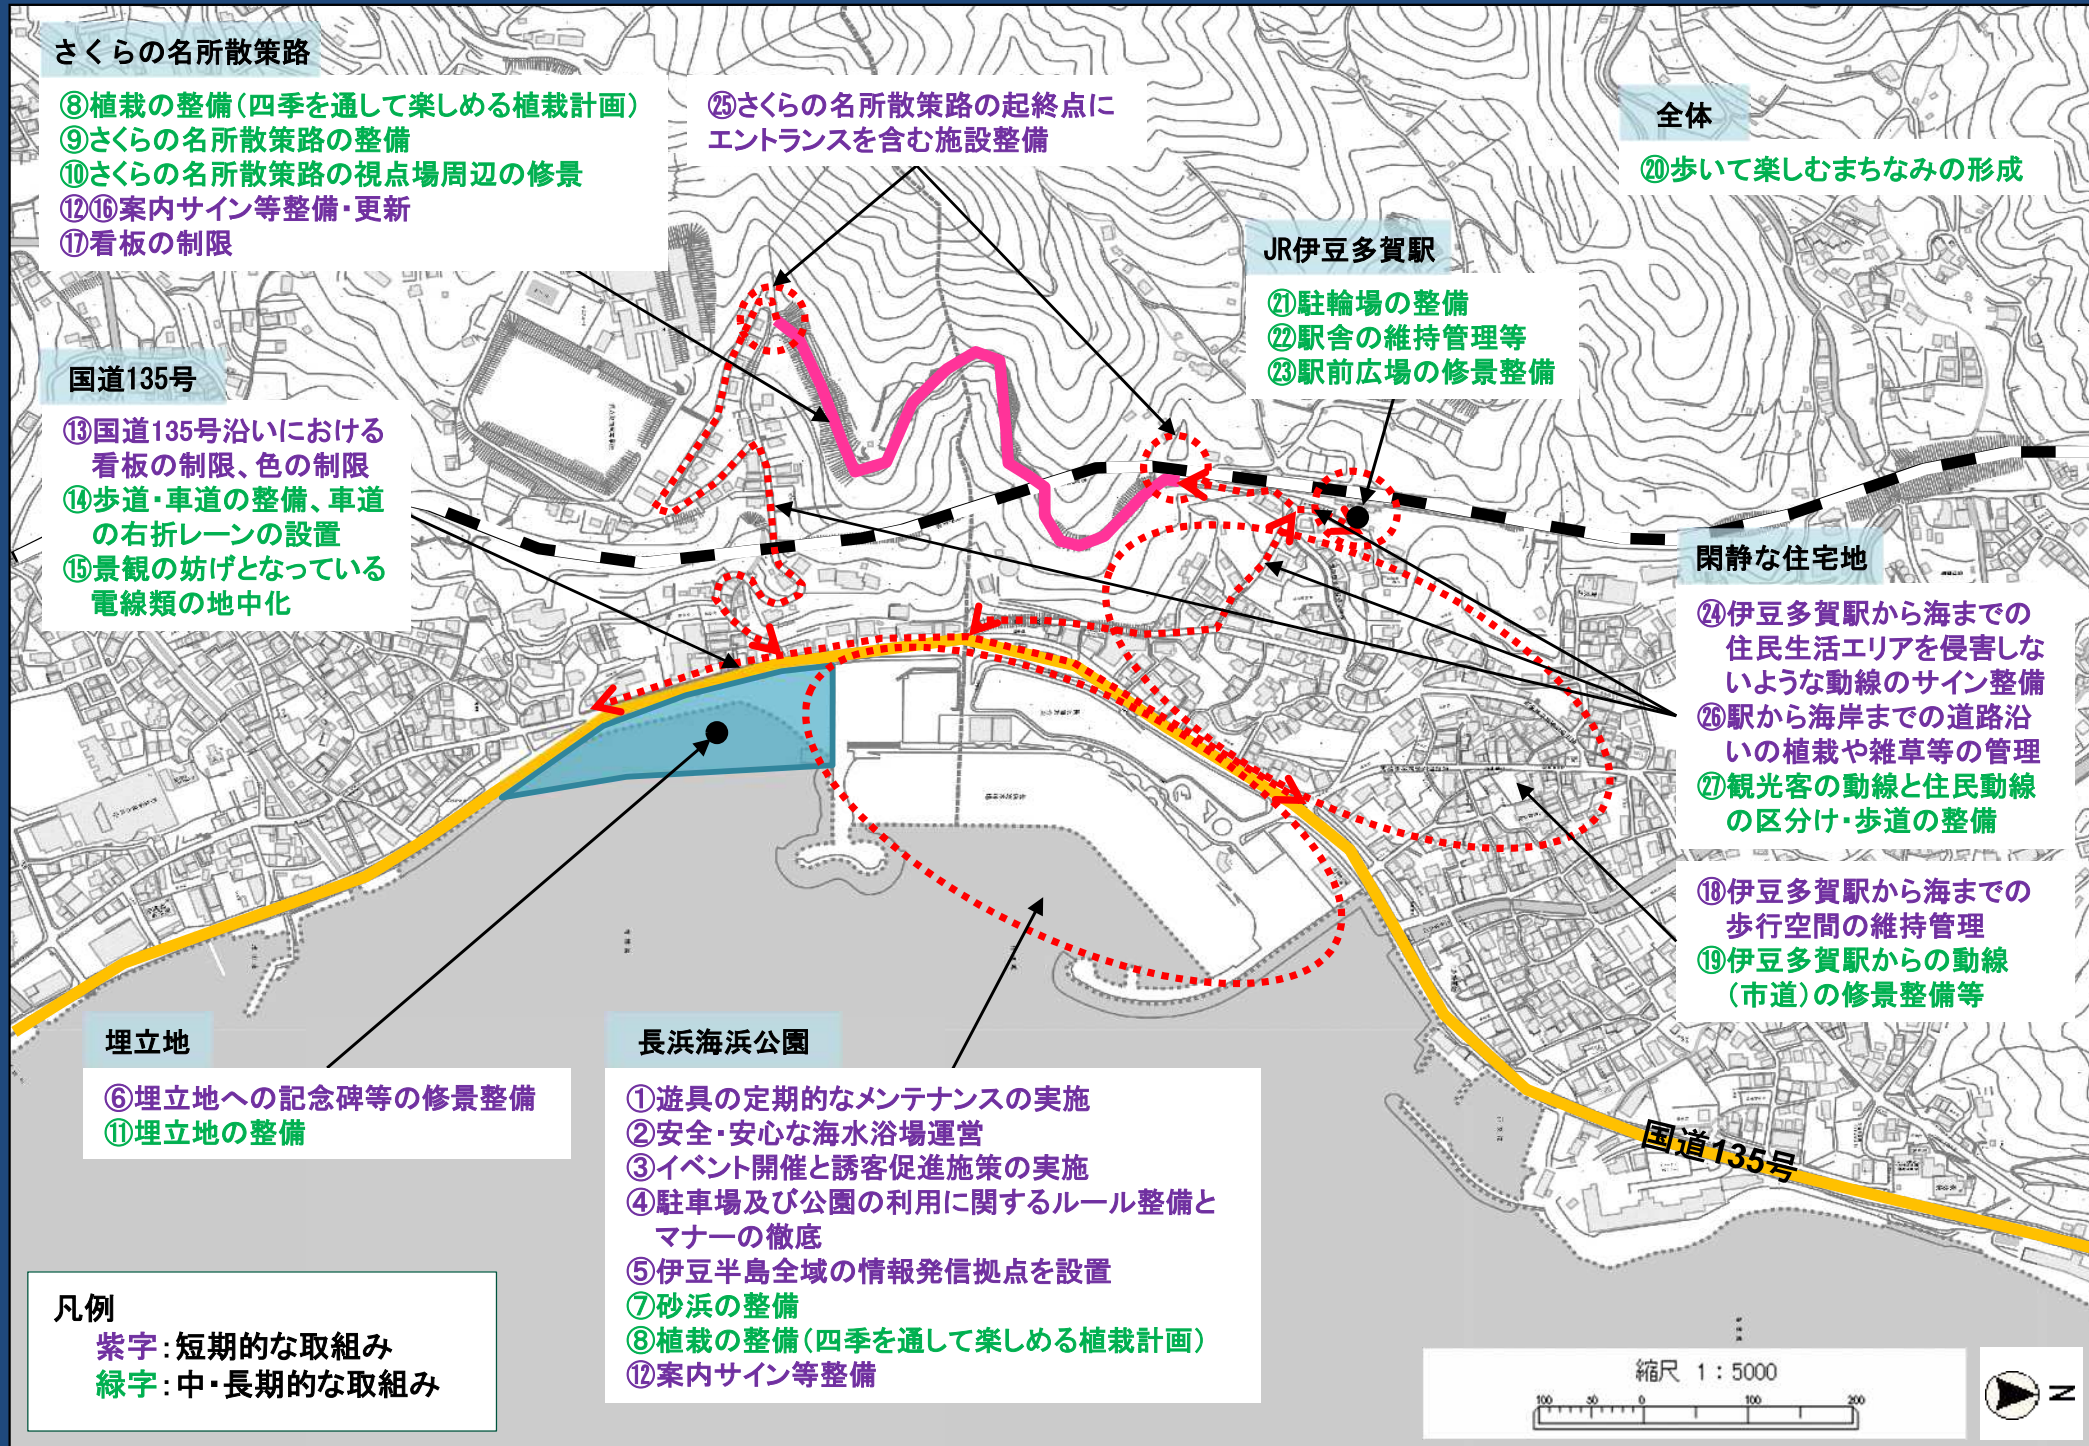 さくらの名所散策路
⑧植栽の整備(四季を通して楽しめる植栽計画)
⑨さくらの名所散策路の整備
⑩さくらの名所散策路の視点場周辺の修景
⑫⑯案内サイン等整備・更新
⑰看板の制限
㉕さくらの名所散策路の起終点に
エントランスを含む施設整備
全体
⑳歩いて楽しむまちなみの形成
JR伊豆多賀駅
㉑駐輪場の整備
㉒駅舎の維持管理等
㉓駅前広場の修景整備
国道135号
⑬国道135号沿いにおける
看板の制限、色の制限
⑭歩道・車道の整備、車道
の右折レーンの設置
⑮景観の妨げとなっている
電線類の地中化
閑静な住宅地
㉔伊豆多賀駅から海までの
住民生活エリアを侵害しな
いような動線のサイン整備
㉖駅から海岸までの道路沿
いの植栽や雑草等の管理
㉗観光客の動線と住民動線
の区分け・歩道の整備
⑱伊豆多賀駅から海までの
歩行空間の維持管理
⑲伊豆多賀駅からの動線
(市道)の修景整備等
埋立地
⑥埋立地への記念碑等の修景整備
⑪埋立地の整備
長浜海浜公園
①遊具の定期的なメンテナンスの実施
②安全・安心な海水浴場運営
③イベント開催と誘客促進施策の実施
④駐車場及び公園の利用に関するルール整備と
マナーの徹底
⑤伊豆半島全域の情報発信拠点を設置
⑦砂浜の整備
⑧植栽の整備(四季を通して楽しめる植栽計画)
⑫案内サイン等整備
国道135号
凡例
紫字:短期的な取組み
緑字:中・長期的な取組み
縮尺 1:5000
100 50 0 100 200
N